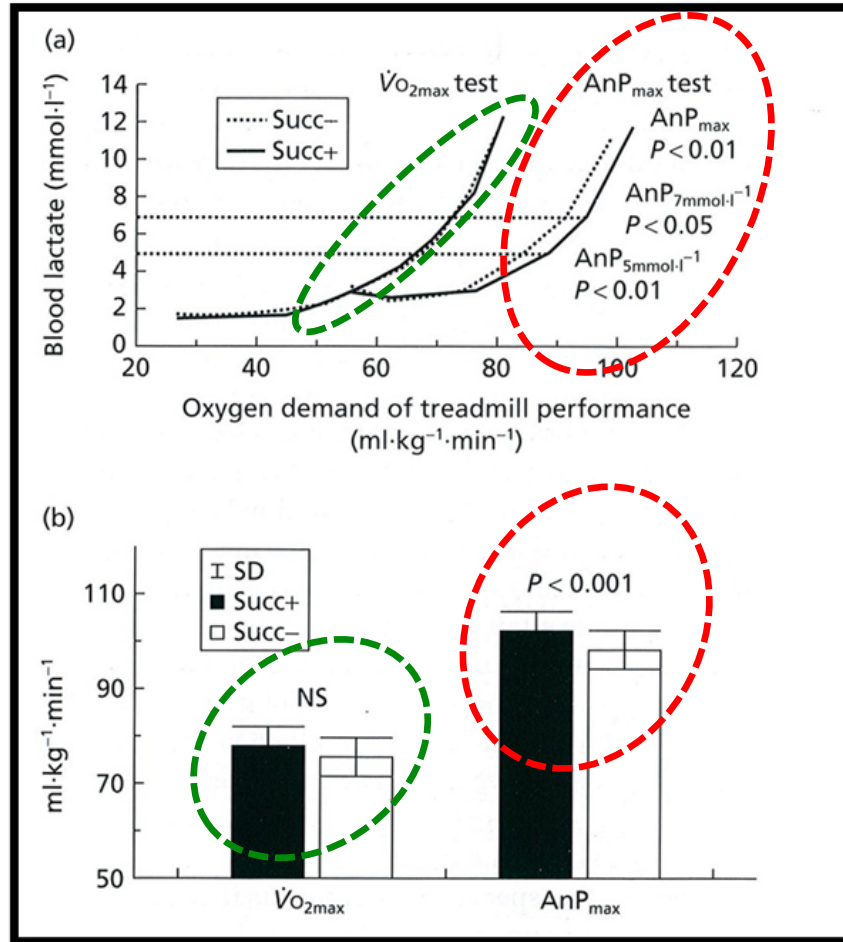 (a)
V̇O₂max test
AnPmax test
Succ−
Succ+
AnPmax
P < 0.01
AnP7mmol·l⁻¹
P < 0.05
AnP5mmol·l⁻¹
P < 0.01
Blood lactate (mmol·l⁻¹)
14
12
10
8
6
4
2
0
20
40
60
80
100
120
Oxygen demand of treadmill performance
(ml·kg⁻¹·min⁻¹)
(b)
SD
Succ+
Succ−
NS
P < 0.001
ml·kg⁻¹·min⁻¹
110
90
70
50
V̇O₂max
AnPmax